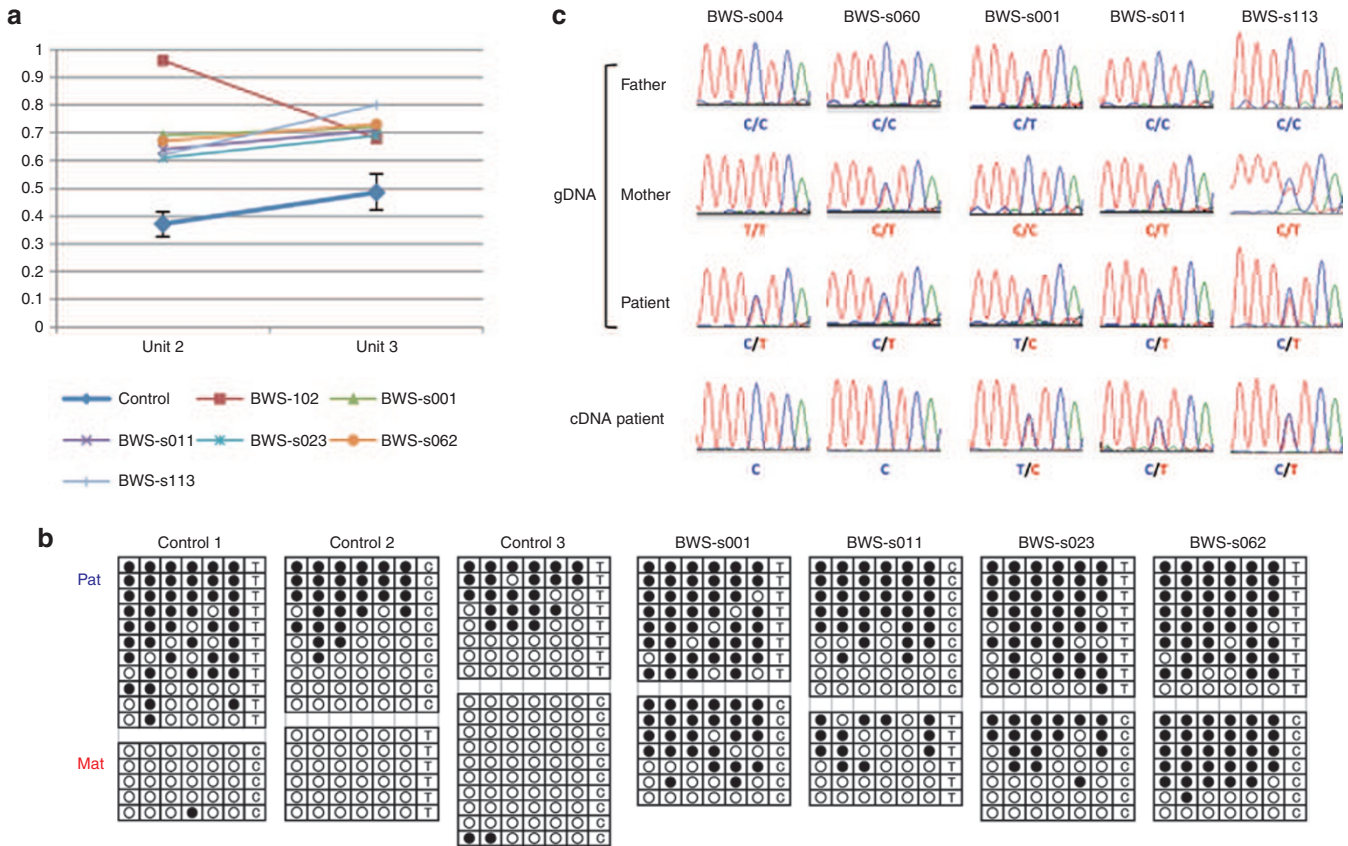 a
1
0.9
0.8
0.7
0.6
0.5
0.4
0.3
0.2
0.1
0
Unit 2 Unit 3
Control BWS-102 BWS-s001
BWS-s011 BWS-s023 BWS-s062
BWS-s113
c
BWS-s004 BWS-s060 BWS-s001 BWS-s011 BWS-s113
gDNA
Father
C/C C/C C/T C/C C/C
Mother
T/T C/T C/C C/T C/T
Patient
C/T C/T T/C C/T C/T
cDNA patient
C C T/C C/T C/T
b
Control 1 Control 2 Control 3 BWS-s001 BWS-s011 BWS-s023 BWS-s062
Pat
T C T T C T T
T C T T C T T
T C T T C T T
T C T T C T T
T C T T C T T
T C T T C T T
T C T T C T T
T C T T C T T
T C C C T
T C
T
Mat
C T C C T C C
C T C C T C C
C T C C T C C
C T C C T C C
C T C C T C C
T C C T C C
C C C
C
C
C